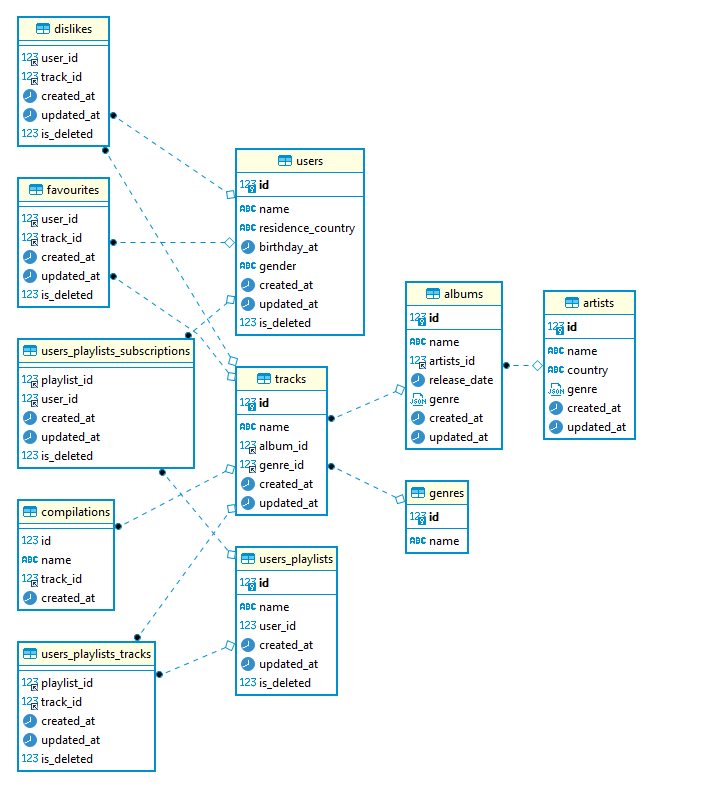 dislikes
123 user_id
123 track_id
created_at
updated_at
123 is_deleted
favourites
123 user_id
123 track_id
created_at
updated_at
123 is_deleted
users_playlists_subscriptions
123 playlist_id
123 user_id
created_at
updated_at
123 is_deleted
compilations
123 id
ABC name
123 track_id
created_at
users_playlists_tracks
123 playlist_id
123 track_id
created_at
updated_at
123 is_deleted
users
123 id
ABC name
ABC residence_country
birthday_at
ABC gender
created_at
updated_at
123 is_deleted
tracks
123 id
ABC name
123 album_id
123 genre_id
created_at
updated_at
users_playlists
123 id
ABC name
123 user_id
created_at
updated_at
123 is_deleted
albums
123 id
ABC name
123 artists_id
release_date
JSON genre
created_at
updated_at
genres
123 id
ABC name
artists
123 id
ABC name
ABC country
JSON genre
created_at
updated_at